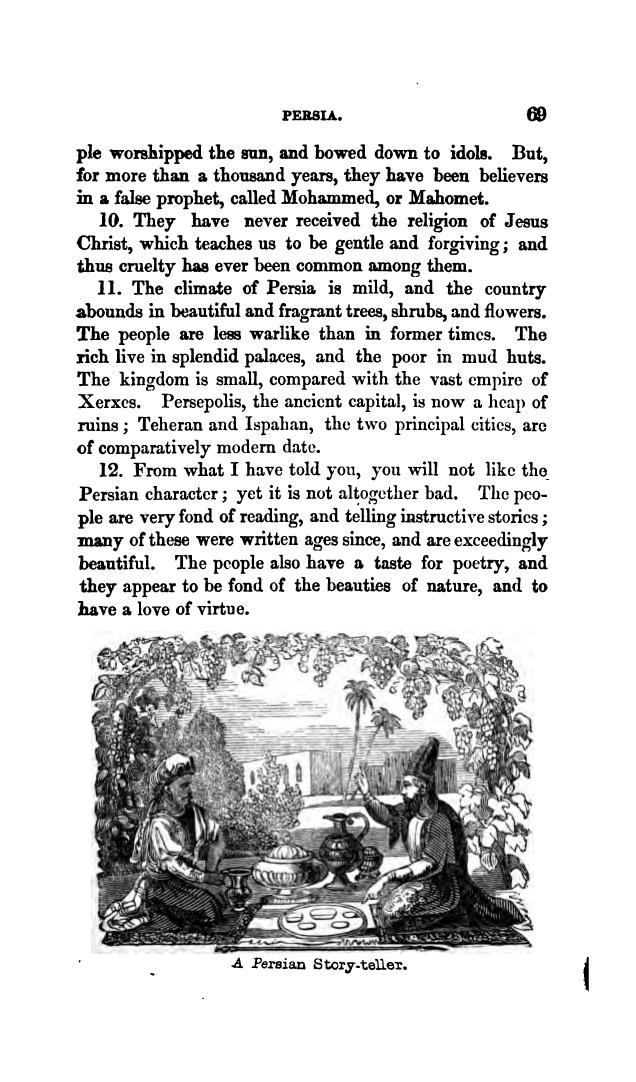 PERSIA. 69
ple worshipped the sun, and bowed down to idols. But,
for more than a thousand years, they have been believers
in a false prophet, called Mohammed, or Mahomet.
10. They have never received the religion of Jesus
Christ, which teaches us to be gentle and forgiving; and
thus cruelty has ever been common among them.
11. The climate of Persia is mild, and the country
abounds in beautiful and fragrant trees, shrubs, and flowers.
The people are less warlike than in former times. The
rich live in splendid palaces, and the poor in mud huts.
The kingdom is small, compared with the vast empire of
Xerxes. Persepolis, the ancient capital, is now a heap of
ruins; Teheran and Ispahan, the two principal cities, are
of comparatively modern date.
12. From what I have told you, you will not like the
Persian character; yet it is not altogether bad. The peo-
ple are very fond of reading, and telling instructive stories;
many of these were written ages since, and are exceedingly
beautiful. The people also have a taste for poetry, and
they appear to be fond of the beauties of nature, and to
have a love of virtue.
A Persian Story-teller.